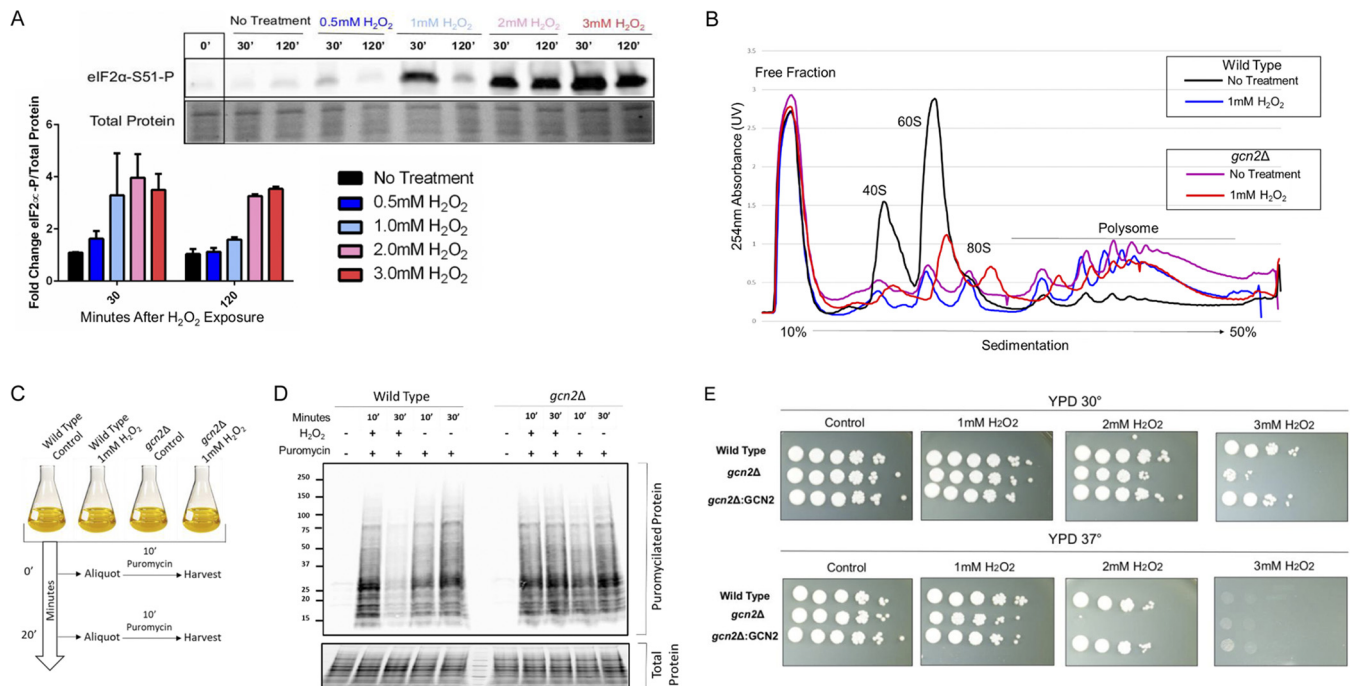 A
No Treatment 0.5mM H₂O₂ 1mM H₂O₂ 2mM H₂O₂ 3mM H₂O₂
0' 30' 120' 30' 120' 30' 120' 30' 120' 30' 120'
eIF2α-S51-P
Total Protein
Fold Change eIF2α-P/Total Protein
6
4
2
0
30 120
Minutes After H₂O₂ Exposure
No Treatment
0.5mM H₂O₂
1.0mM H₂O₂
2.0mM H₂O₂
3.0mM H₂O₂
B
Free Fraction
254nm Absorbance (UV)
3.5
3
2.5
2
1.5
1
0.5
0
40S
60S
80S
Polysome
Wild Type
No Treatment
1mM H₂O₂
gcn2Δ
No Treatment
1mM H₂O₂
10% 50%
Sedimentation
C
Wild Type Control
Wild Type 1mM H₂O₂
gcn2Δ Control
gcn2Δ 1mM H₂O₂
Minutes
0'
Aliquot
10'
Puromycin
Harvest
20'
Aliquot
10'
Puromycin
Harvest
D
Wild Type gcn2Δ
Minutes 10' 30' 10' 30' 10' 30' 10' 30'
H₂O₂ - + + - - - + + - -
Puromycin - + + + + - + + + +
250
150
100
75
50
37
25
20
15
Puromycilated Protein
Total Protein
E
YPD 30°
Control 1mM H2O2 2mM H2O2 3mM H2O2
Wild Type
gcn2Δ
gcn2Δ:GCN2
YPD 37°
Control 1mM H2O2 2mM H2O2 3mM H2O2
Wild Type
gcn2Δ
gcn2Δ:GCN2